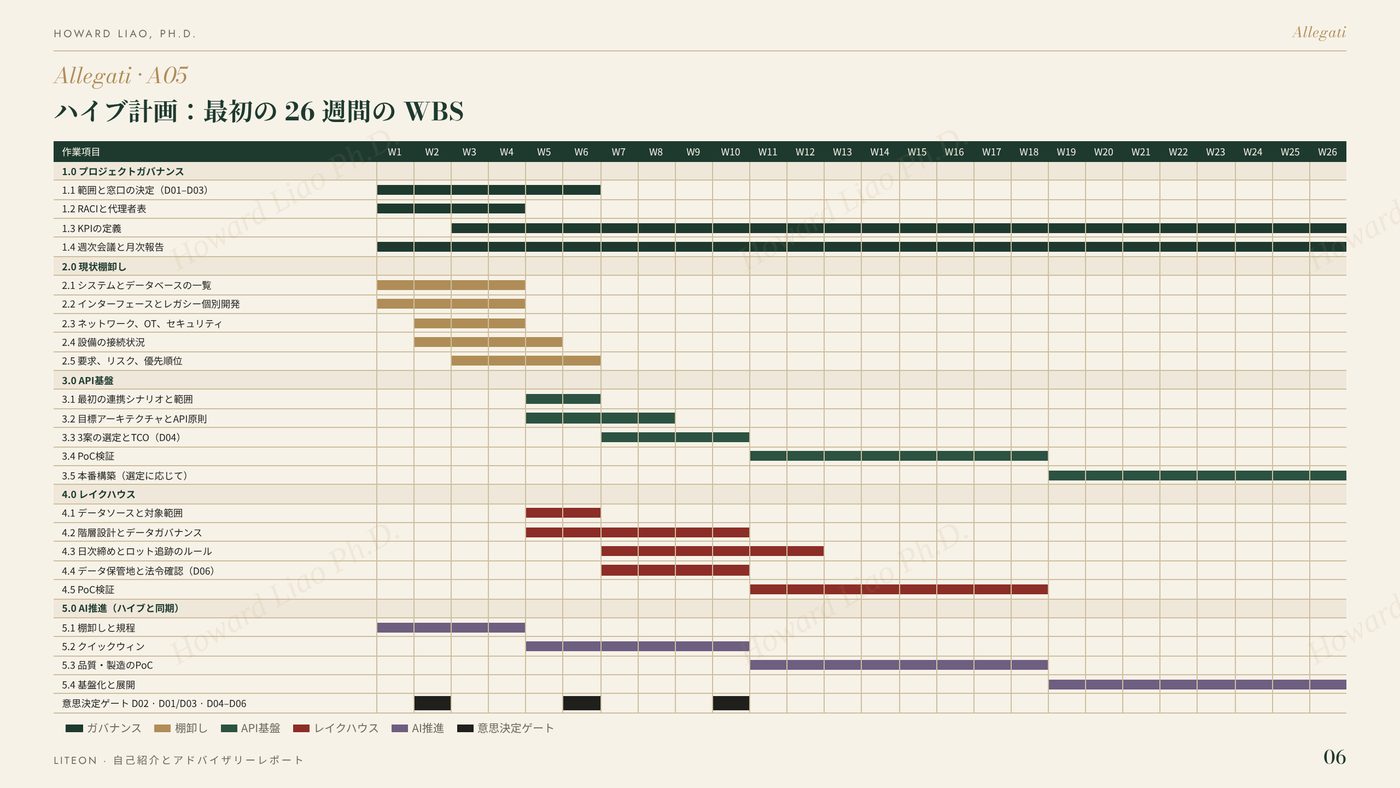 HOWARD LIAO, PH.D.
Allegati
Allegati · A05
ハイブ計画：最初の 26 週間の WBS
作業項目 W1 W2 W3 W4 W5 W6 W7 W8 W9 W10 W11 W12 W13 W14 W15 W16 W17 W18 W19 W20 W21 W22 W23 W24 W25 W26
1.0 プロジェクトガバナンス
1.1 範囲と窓口の決定（D01–D03）
1.2 RACIと代理者表
1.3 KPIの定義
1.4 週次会議と月次報告
2.0 現状棚卸し
2.1 システムとデータベースの一覧
2.2 インターフェースとレガシー個別開発
2.3 ネットワーク、OT、セキュリティ
2.4 設備の接続状況
2.5 要求、リスク、優先順位
3.0 API基盤
3.1 最初の連携シナリオと範囲
3.2 目標アーキテクチャとAPI原則
3.3 3案の選定とTCO（D04）
3.4 PoC検証
3.5 本番構築（選定に応じて）
4.0 レイクハウス
4.1 データソースと対象範囲
4.2 階層設計とデータガバナンス
4.3 日次締めとロット追跡のルール
4.4 データ保管地と法令確認（D06）
4.5 PoC検証
5.0 AI推進（ハイブと同期）
5.1 棚卸しと規程
5.2 クイックウィン
5.3 品質・製造のPoC
5.4 基盤化と展開
意思決定ゲート D02 · D01/D03 · D04–D06
ガバナンス 棚卸し API基盤 レイクハウス AI推進 意思決定ゲート
LITEON · 自己紹介とアドバイザリーレポート
06
Howard Liao Ph.D.
Howard Liao Ph.D.
Howard
Howard Liao Ph.D.
Howard Liao Ph.D.
Howard